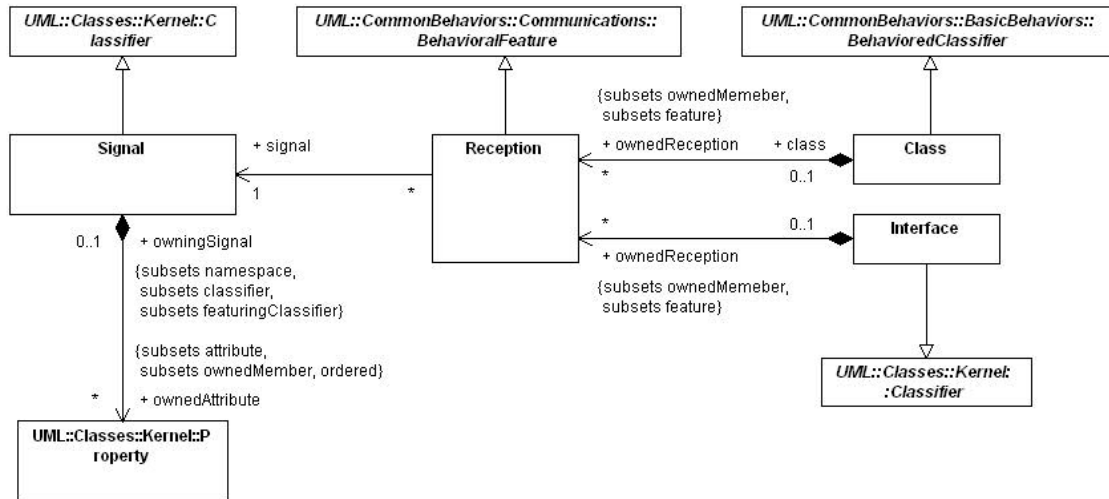 UML::Classes::Kernel::C
lassifier
UML::CommonBehaviors::Communications::
BehavioralFeature
UML::CommonBehaviors::BasicBehaviors::
BehavioredClassifier
Signal
+ signal
1
*
Reception
{subsets ownedMemeber,
subsets feature}
+ ownedReception
+ class
*
0..1
Class
*
0..1
+ ownedReception
{subsets ownedMemeber,
subsets feature}
Interface
0..1
+ owningSignal
{subsets namespace,
subsets classifier,
subsets featuringClassifier}
{subsets attribute,
subsets ownedMember, ordered}
*
+ ownedAttribute
UML::Classes::Kernel::P
roperty
UML::Classes::Kernel:
:Classifier